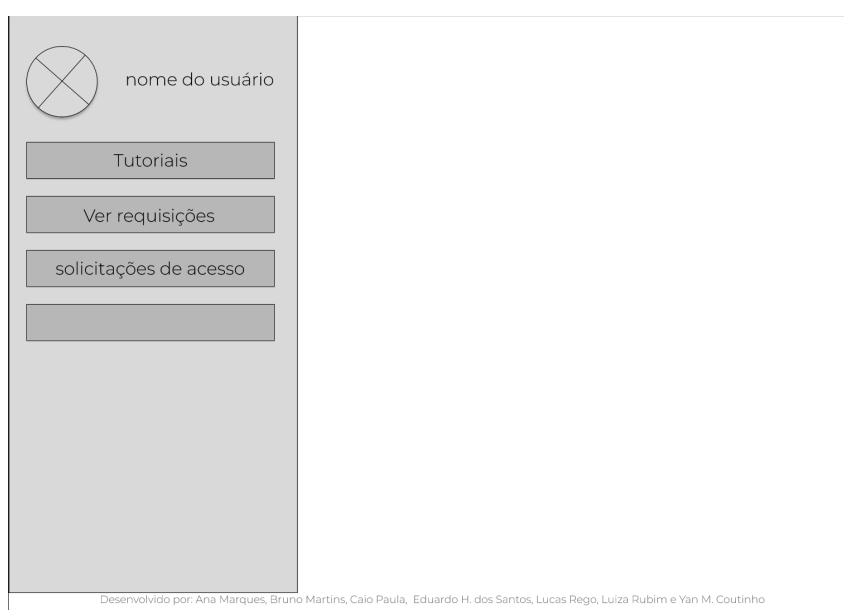 nome do usuário
Tutoriais
Ver requisições
solicitações de acesso
Desenvolvido por: Ana Marques, Bruno Martins, Caio Paula,  Eduardo H. dos Santos, Lucas Rego, Luiza Rubim e Yan M. Coutinho